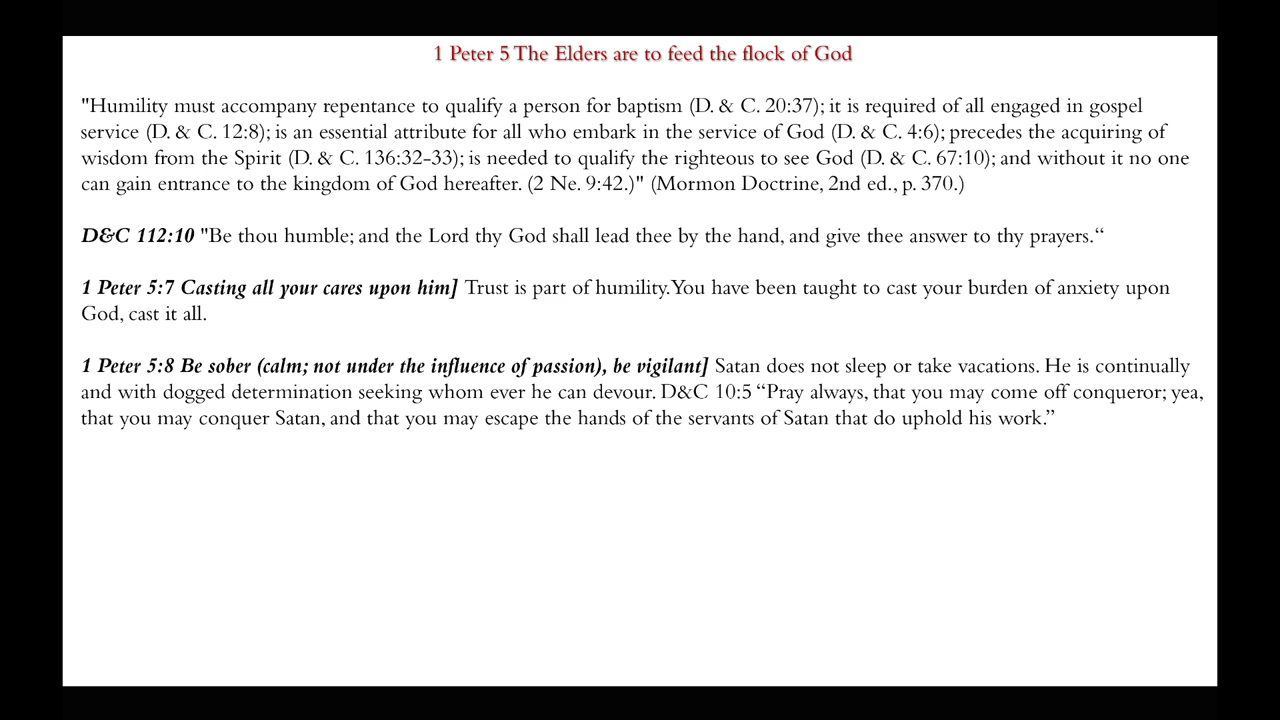 1 Peter 5 The Elders are to feed the flock of God
"Humility must accompany repentance to qualify a person for baptism (D. & C. 20:37); it is required of all engaged in gospel
service (D. & C. 12:8); is an essential attribute for all who embark in the service of God (D. & C. 4:6); precedes the acquiring of
wisdom from the Spirit (D. & C. 136:32-33); is needed to qualify the righteous to see God (D. & C. 67:10); and without it no one
can gain entrance to the kingdom of God hereafter. (2 Ne. 9:42.)" (Mormon Doctrine, 2nd ed., p. 370.)
D&C 112:10 "Be thou humble; and the Lord thy God shall lead thee by the hand, and give thee answer to thy prayers.“
1 Peter 5:7 Casting all your cares upon him] Trust is part of humility.You have been taught to cast your burden of anxiety upon
God, cast it all.
1 Peter 5:8 Be sober (calm; not under the influence of passion), be vigilant] Satan does not sleep or take vacations. He is continually
and with dogged determination seeking whom ever he can devour. D&C 10:5 “Pray always, that you may come off conqueror; yea,
that you may conquer Satan, and that you may escape the hands of the servants of Satan that do uphold his work.”